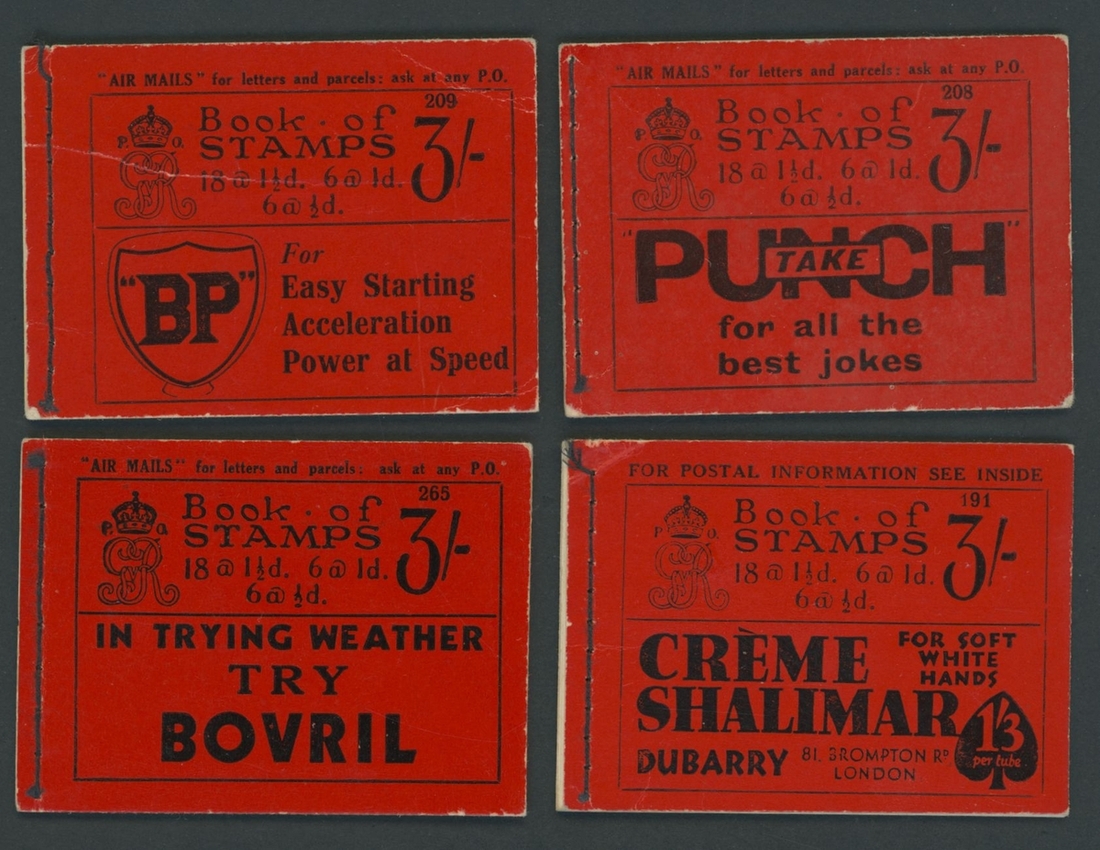 "AIR MAILS" for letters and parcels: ask at any P.O.
209
P. O.
GR
Book · of
STAMPS
3/-
18 @ 1½d. 6 @ 1d.
6 @ ½d.
"BP"
For
Easy Starting
Acceleration
Power at Speed
"AIR MAILS" for letters and parcels: ask at any P.O.
208
P. O.
GR
Book · of
STAMPS
3/-
18 @ 1½d. 6 @ 1d.
6 @ ½d.
"PUNCH"
TAKE
for all the
best jokes
"AIR MAILS" for letters and parcels: ask at any P.O.
265
P. O.
GR
Book · of
STAMPS
3/-
18 @ 1½d. 6 @ 1d.
6 @ ½d.
IN TRYING WEATHER
TRY
BOVRIL
FOR POSTAL INFORMATION SEE INSIDE
191
P. O.
GR
Book · of
STAMPS
3/-
18 @ 1½d. 6 @ 1d.
6 @ ½d.
CRÈME
SHALIMAR
FOR SOFT
WHITE
HANDS
1/3
per tube
DUBARRY
81, BROMPTON RD
LONDON